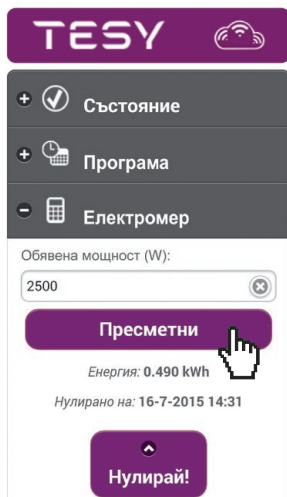 TESY
Състояние
Програма
Електромер
Обявена мощност (W):
2500
Пресметни
Енергия: 0.490 kWh
Нулирано на: 16-7-2015 14:31
Нулирай!